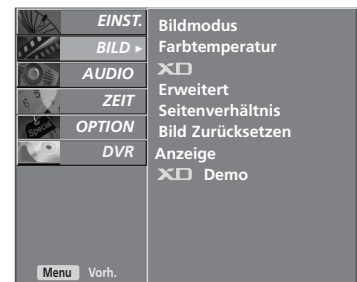 EINST.
BILD ►
AUDIO
ZEIT
OPTION
DVR
Menu Vorh.
Bildmodus
Farbtemperatur
XD
Erweitert
Seitenverhältnis
Bild Zurücksetzen
Anzeige
XD Demo